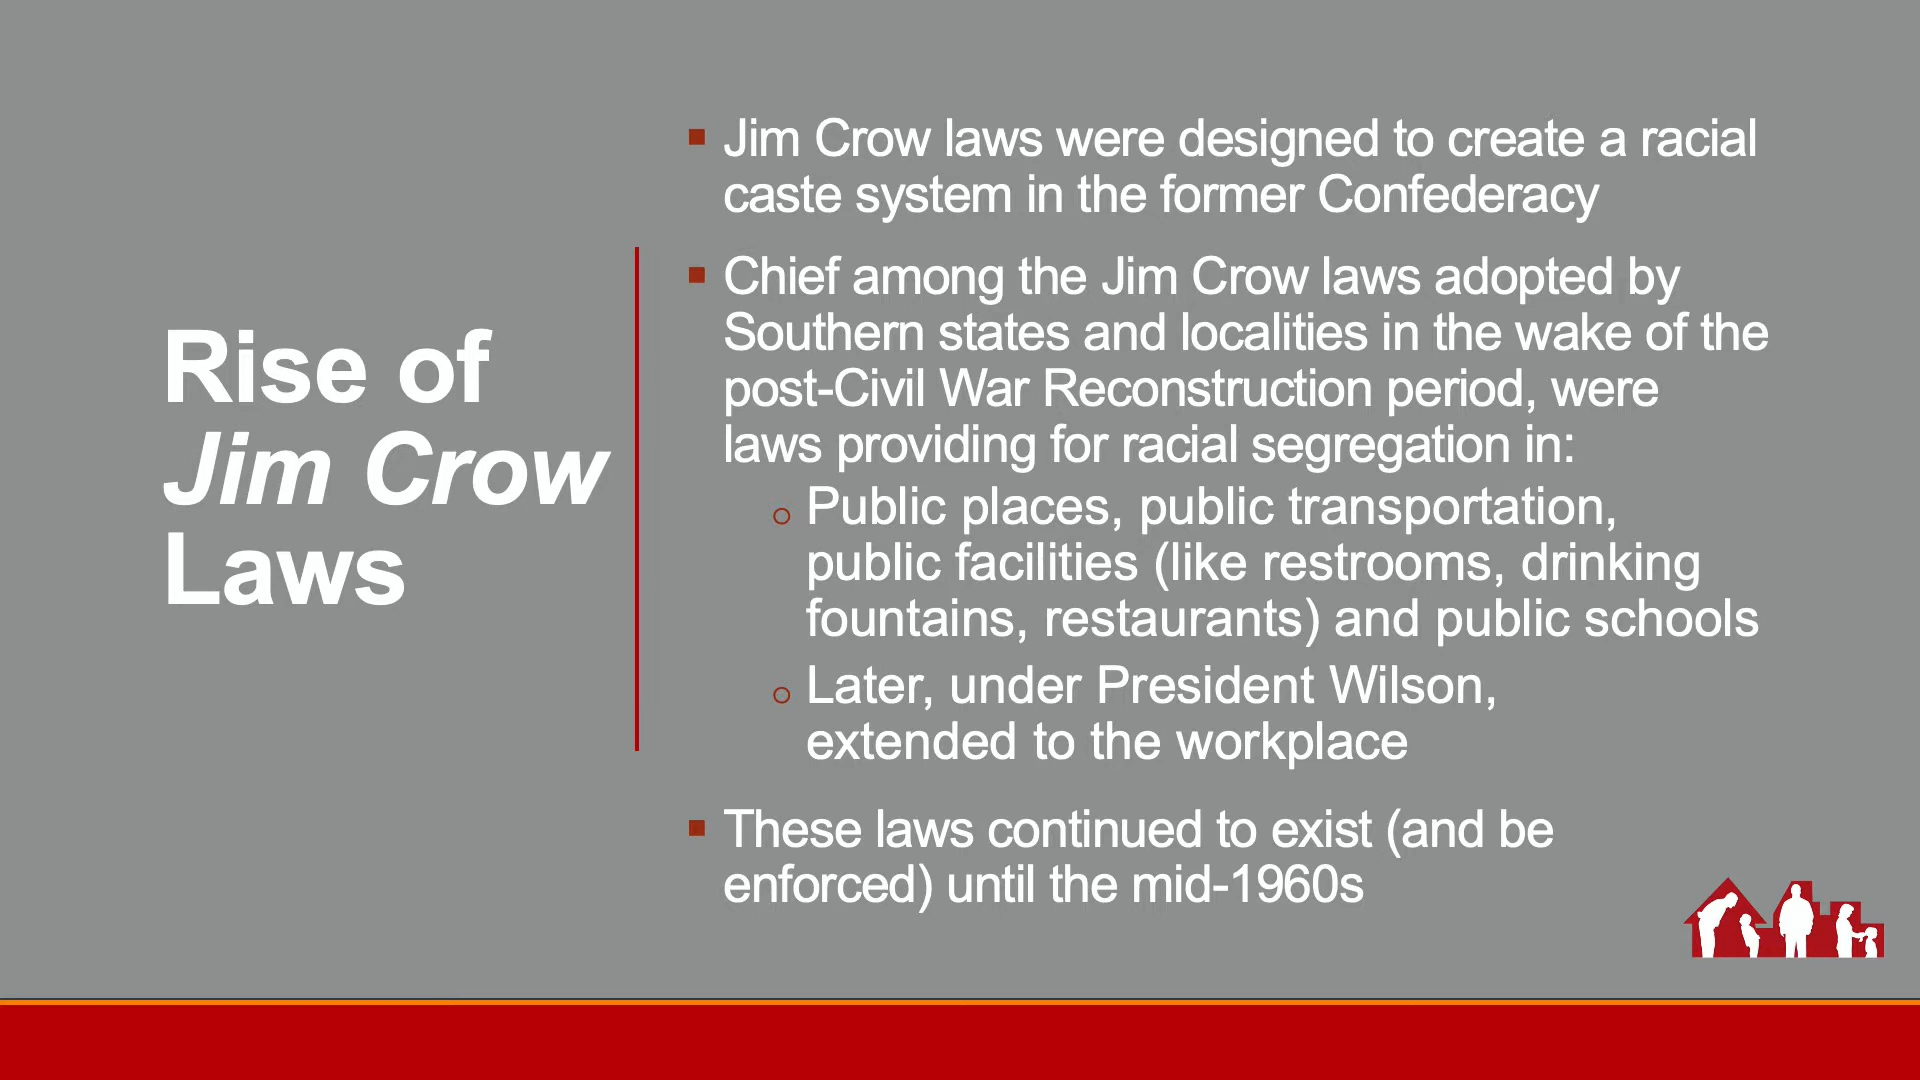 Rise of
Jim Crow
Laws
Jim Crow laws were designed to create a racial
caste system in the former Confederacy
Chief among the Jim Crow laws adopted by
Southern states and localities in the wake of the
post-Civil War Reconstruction period, were
laws providing for racial segregation in:
Public places, public transportation,
public facilities (like restrooms, drinking
fountains, restaurants) and public schools
Later, under President Wilson,
extended to the workplace
These laws continued to exist (and be
enforced) until the mid-1960s